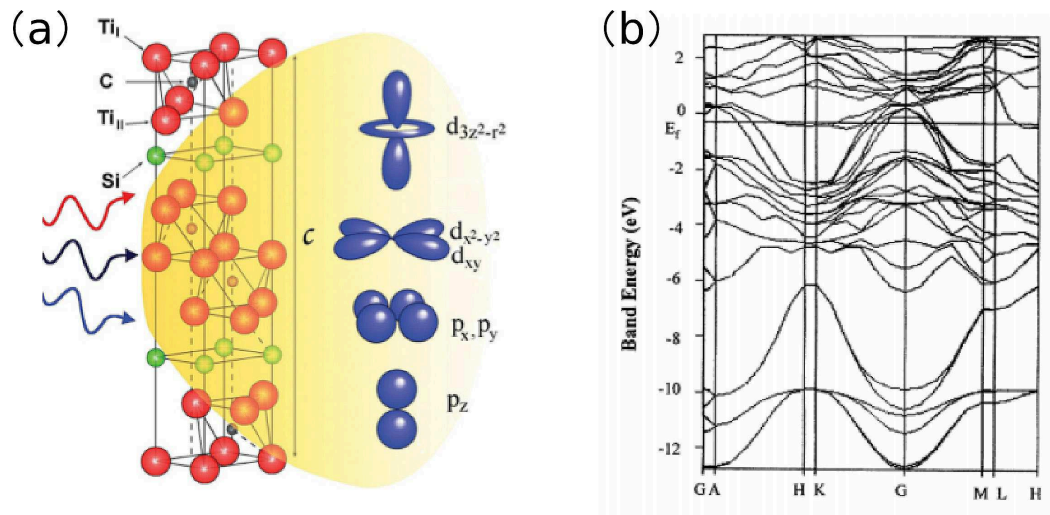 (a)
Ti_I
C
Ti_II
Si
c
d_{3z²-r²}
d_{x²-y²}
d_{xy}
p_x, p_y
p_z
(b)
Band Energy (eV)
2
0
E_f
-2
-4
-6
-8
-10
-12
G A H K G M L H